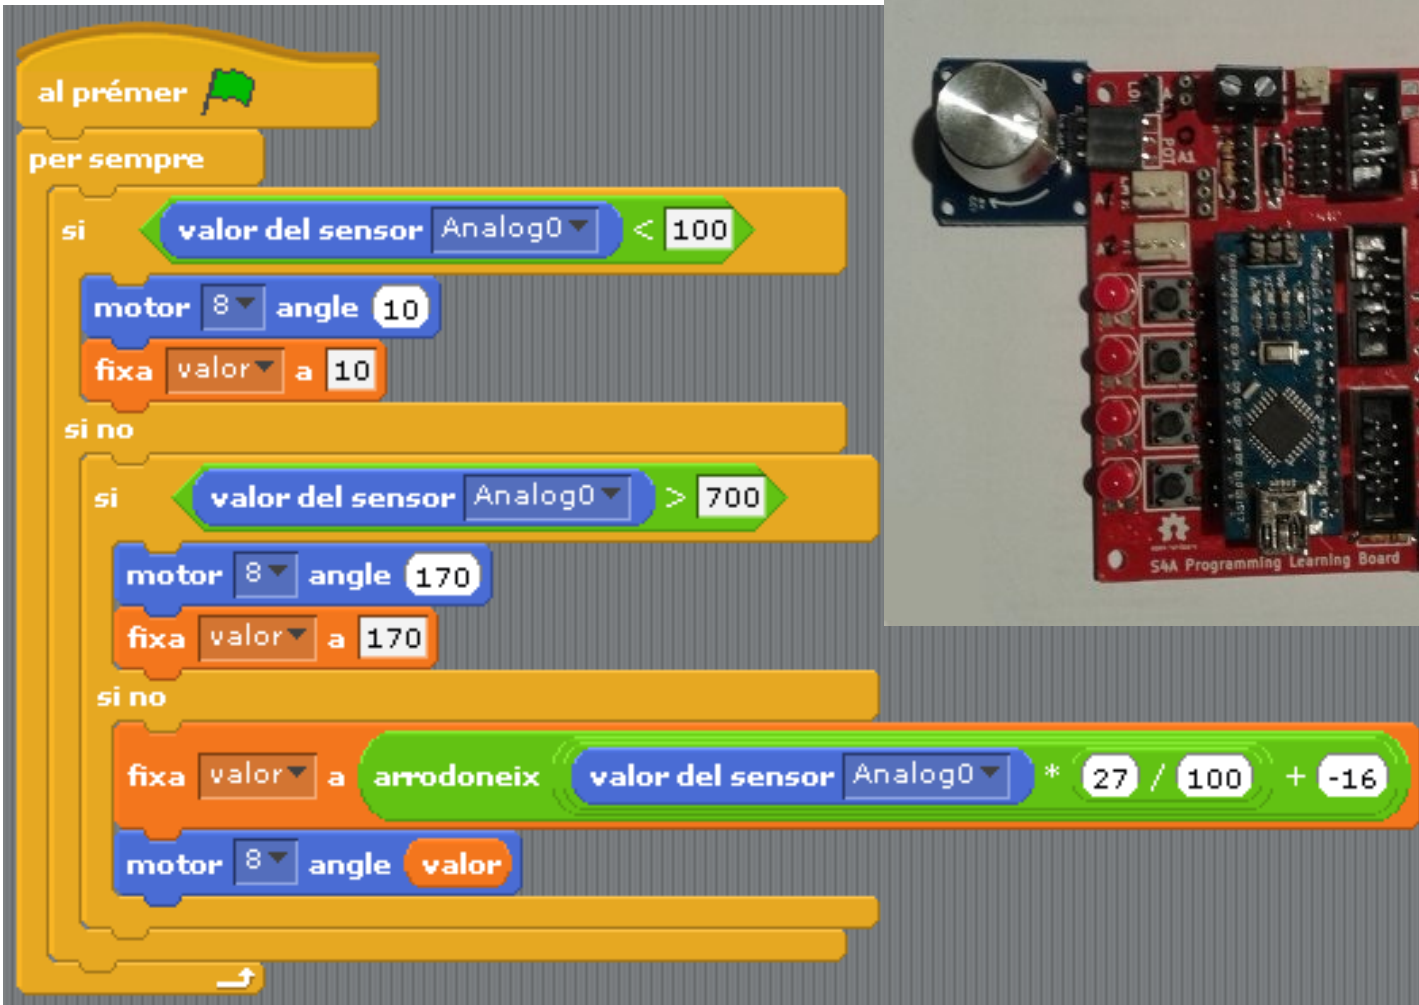 al prémer
per sempre
si valor del sensor Analog0 < 100
motor 8 angle 10
fixa valor a 10
si no
si valor del sensor Analog0 > 700
motor 8 angle 170
fixa valor a 170
si no
fixa valor a arrodoneix valor del sensor Analog0 * 27 / 100 + -16
motor 8 angle valor
POT
A1
S4A Programming Learning Board